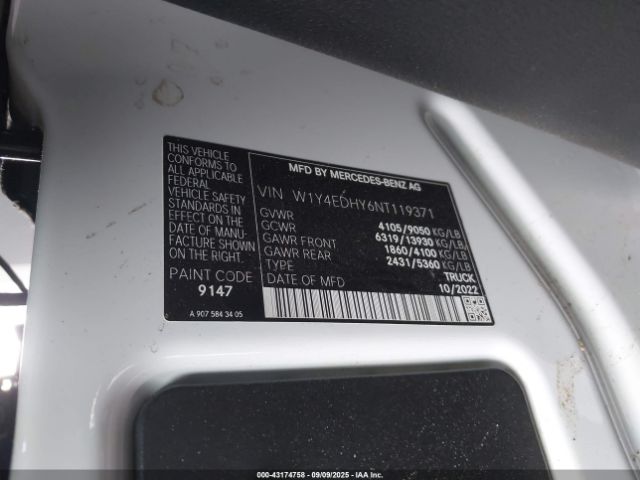 THIS VEHICLE
CONFORMS TO
ALL APPLICABLE
FEDERAL
MOTOR
VEHICLE SAFETY
STANDARDS
IN EFFECT ON THE
DATE OF MANU-
FACTURE SHOWN
ON THE RIGHT.
PAINT CODE
9147
A 907 584 34 05
MFD BY MERCEDES-BENZ AG
VIN W1Y4EDHY6NT119371
GVWR 4105/9050 KG/LB
GCWR 6319/13930 KG/LB
GAWR FRONT 1860/4100 KG/LB
GAWR REAR 2431/5360 KG/LB
TYPE TRUCK
DATE OF MFD 10/2022
000-43174758 - 09/09/2025 - IAAI.com